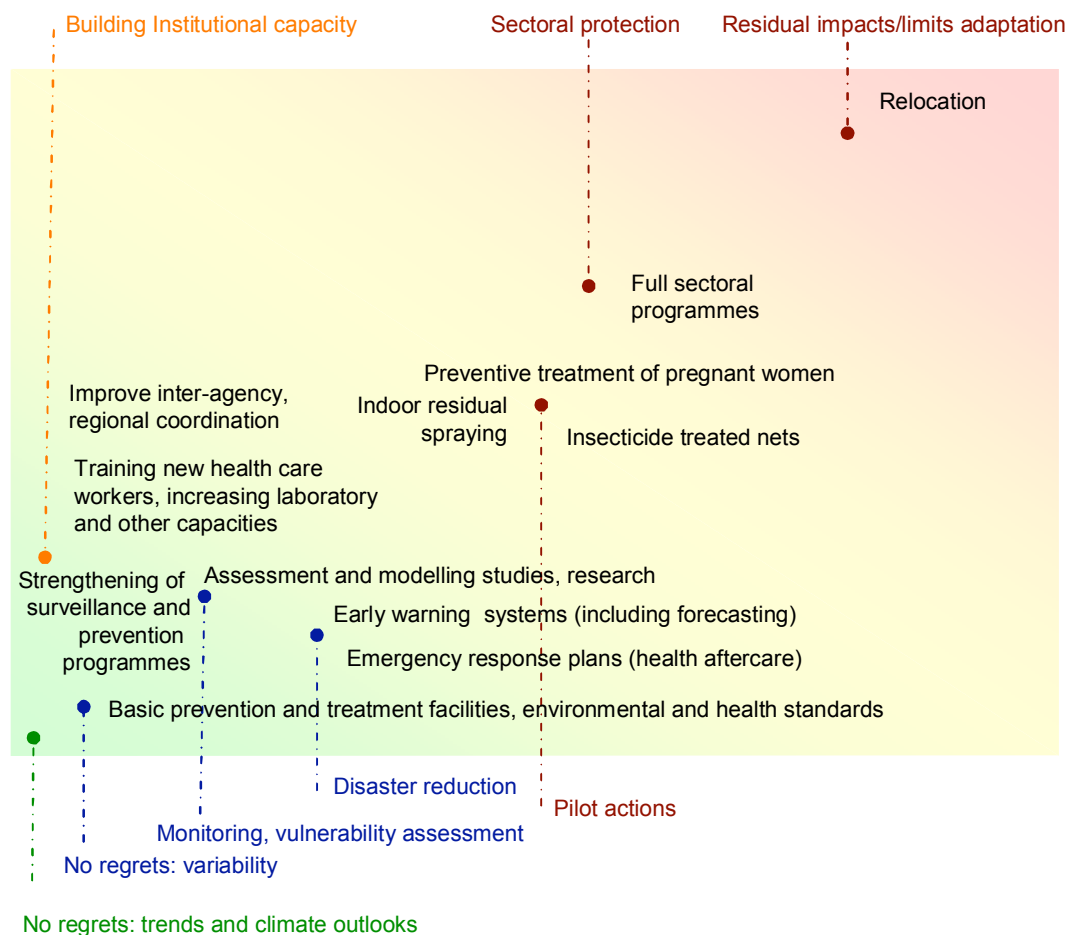 Building Institutional capacity
Sectoral protection
Residual impacts/limits adaptation
Relocation
Full sectoral
programmes
Preventive treatment of pregnant women
Improve inter-agency,
regional coordination
Indoor residual
spraying
Insecticide treated nets
Training new health care
workers, increasing laboratory
and other capacities
Strengthening of
surveillance and
prevention
programmes
Assessment and modelling studies, research
Early warning systems (including forecasting)
Emergency response plans (health aftercare)
Basic prevention and treatment facilities, environmental and health standards
Disaster reduction
Pilot actions
Monitoring, vulnerability assessment
No regrets: variability
No regrets: trends and climate outlooks